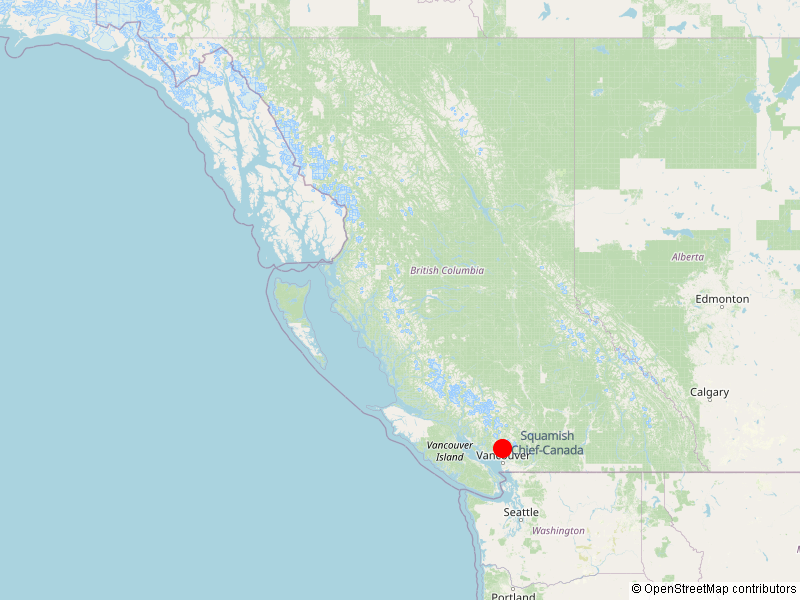 Alberta
British Columbia
Edmonton
Calgary
Squamish
Chief-Canada
Vancouver
Island
Vancouver
Seattle
Washington
Portland
© OpenStreetMap contributors